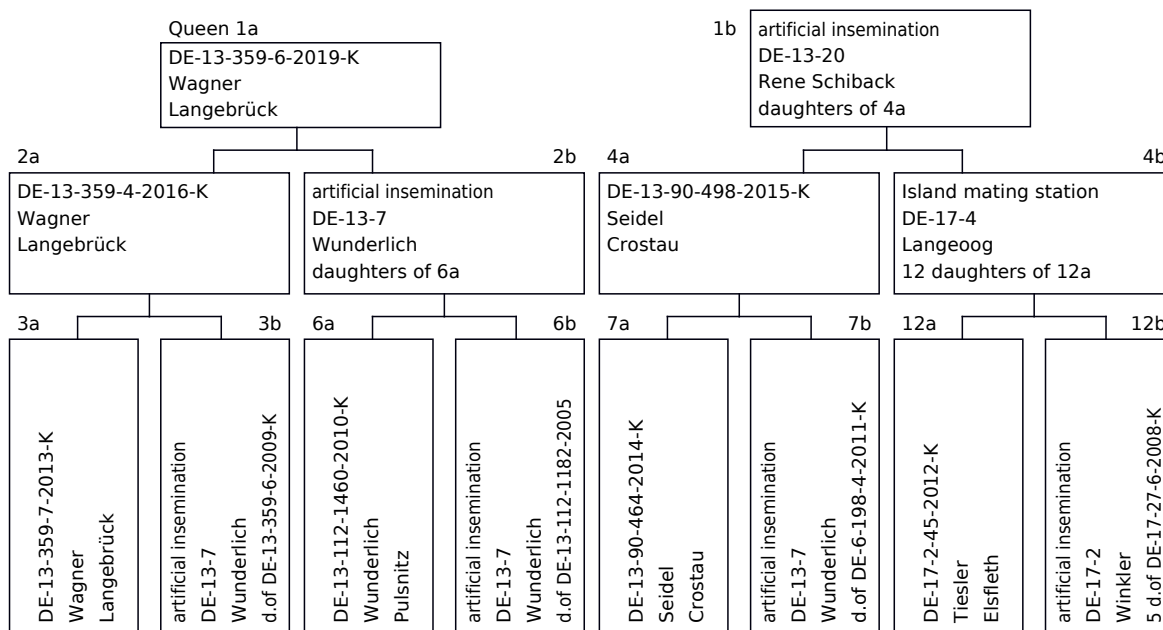 Queen 1a
DE-13-359-6-2019-K
Wagner
Langebrück
1b
artificial insemination
DE-13-20
Rene Schiback
daughters of 4a
2a
DE-13-359-4-2016-K
Wagner
Langebrück
2b
artificial insemination
DE-13-7
Wunderlich
daughters of 6a
4a
DE-13-90-498-2015-K
Seidel
Crostau
4b
Island mating station
DE-17-4
Langeoog
12 daughters of 12a
3a
DE-13-359-7-2013-K
Wagner
Langebrück
3b
artificial insemination
DE-13-7
Wunderlich
d.of DE-13-359-6-2009-K
6a
DE-13-112-1460-2010-K
Wunderlich
Pulsnitz
6b
artificial insemination
DE-13-7
Wunderlich
d.of DE-13-112-1182-2005
7a
DE-13-90-464-2014-K
Seidel
Crostau
7b
artificial insemination
DE-13-7
Wunderlich
d.of DE-6-198-4-2011-K
12a
DE-17-2-45-2012-K
Tiesler
Elsfleth
12b
artificial insemination
DE-17-2
Winkler
5 d.of DE-17-27-6-2008-K